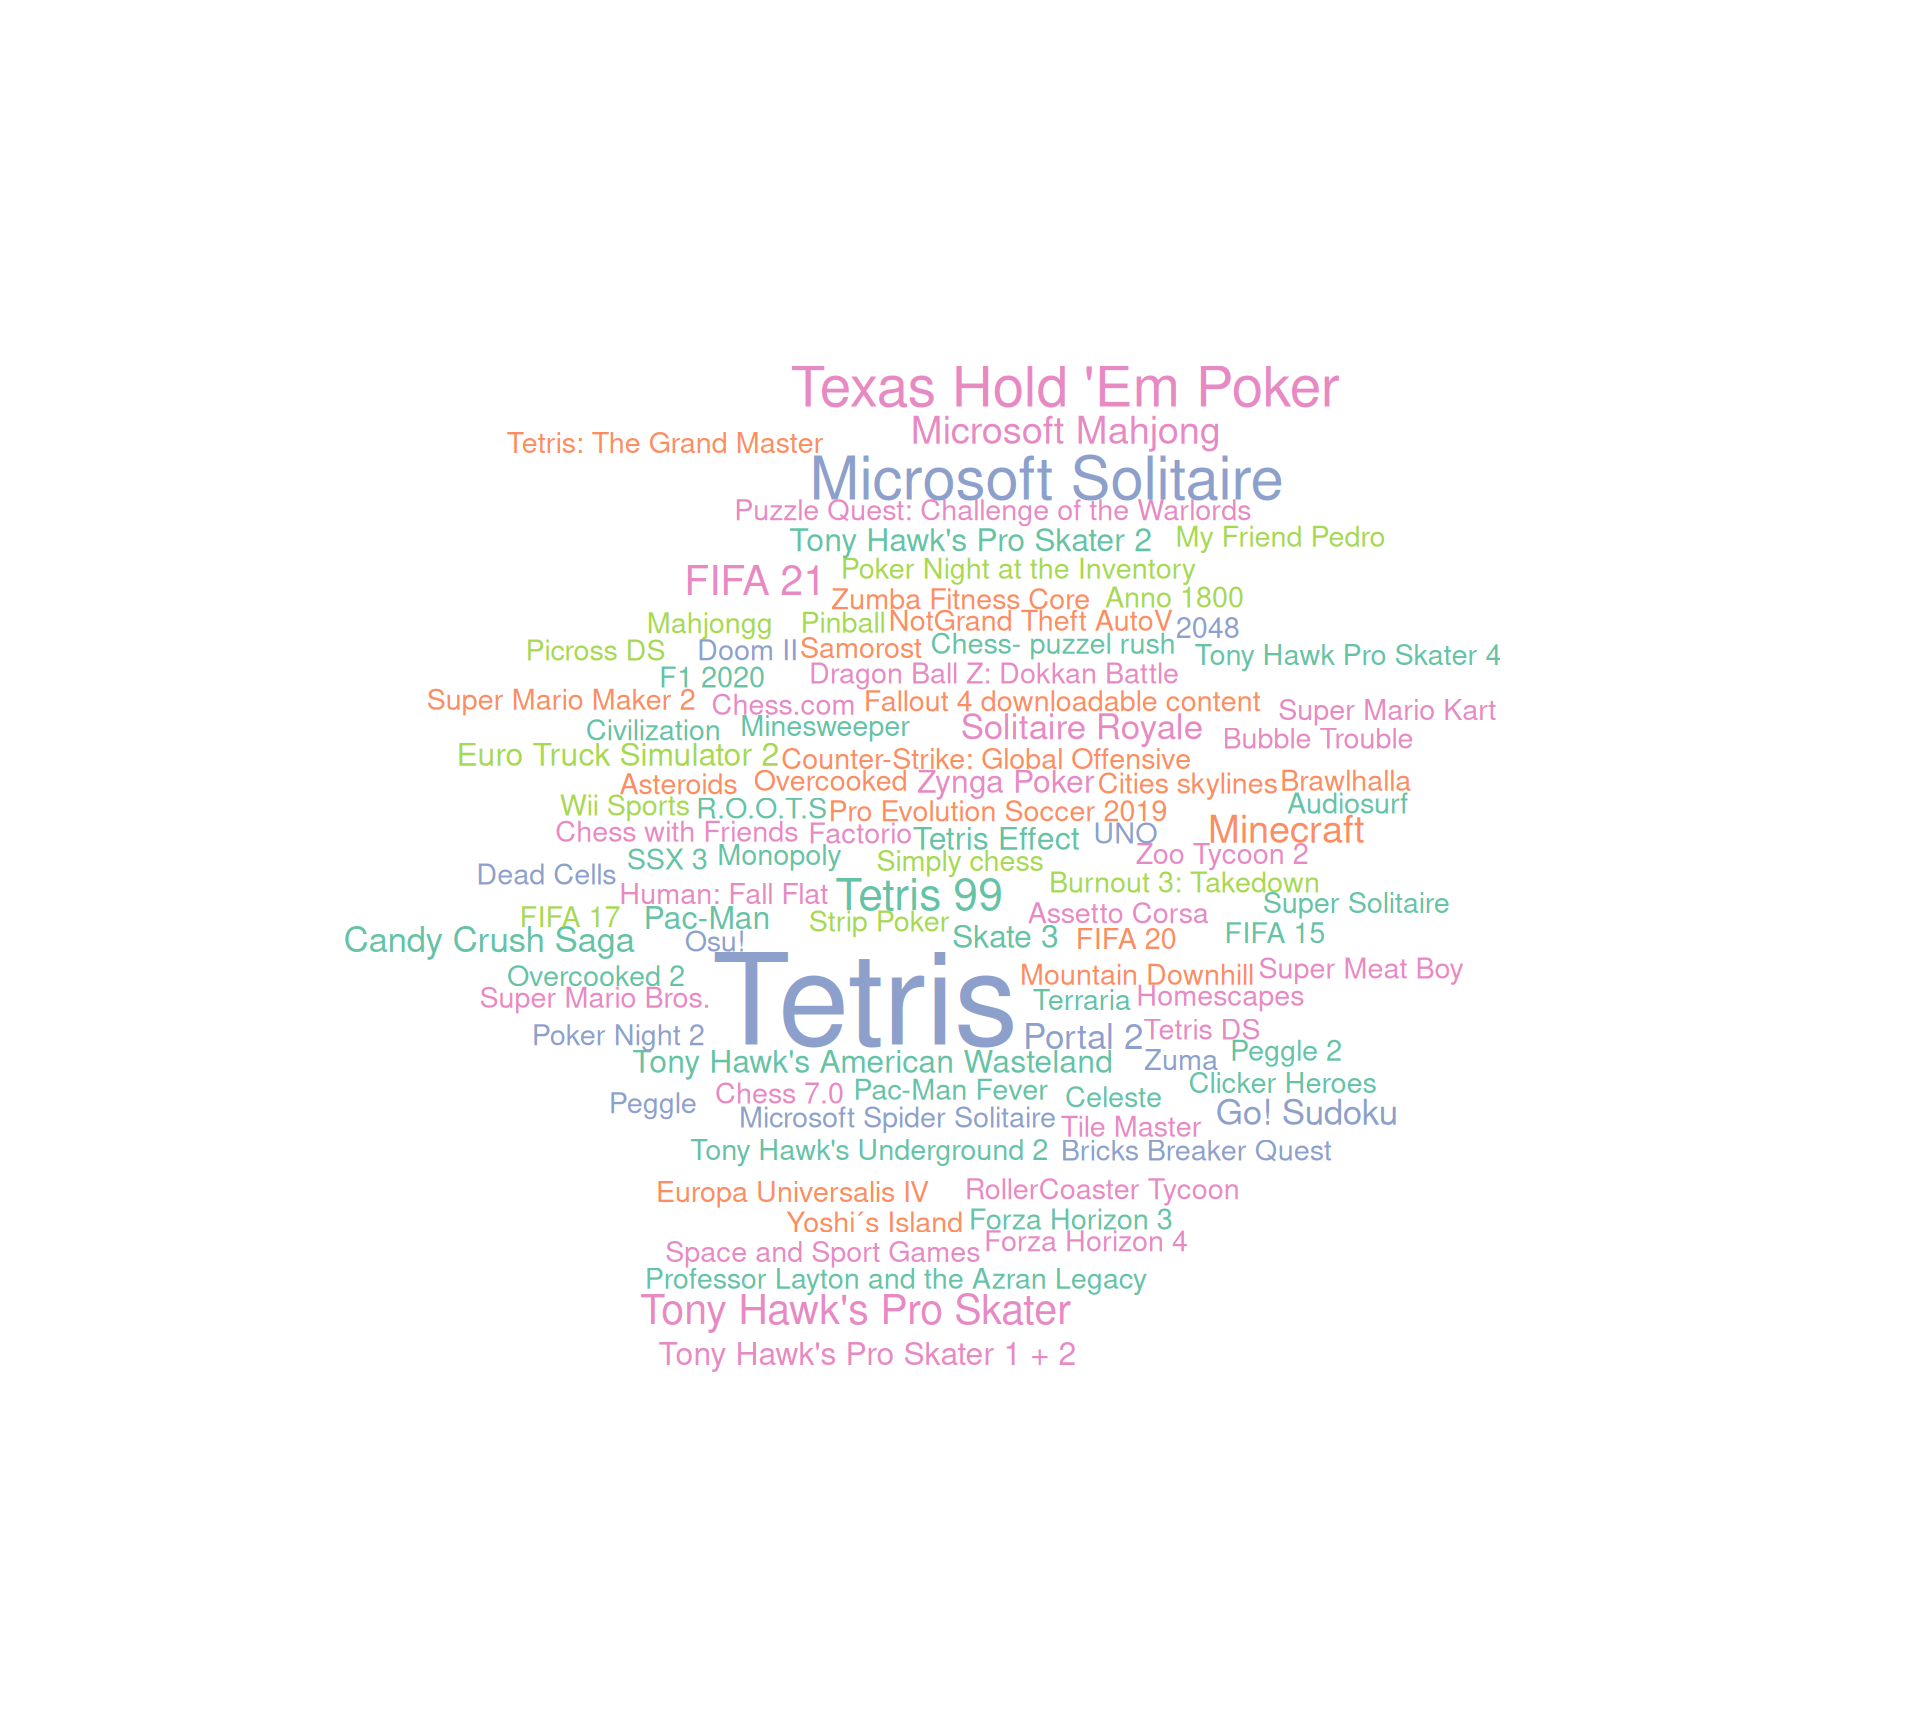 Texas Hold 'Em Poker
Microsoft Mahjong
Tetris: The Grand Master
Microsoft Solitaire
Puzzle Quest: Challenge of the Warlords
Tony Hawk's Pro Skater 2
My Friend Pedro
Poker Night at the Inventory
FIFA 21
Zumba Fitness Core
Anno 1800
Mahjongg
Pinball
NotGrand Theft AutoV
2048
Picross DS
Doom II
Samorost
Chess- puzzel rush
Tony Hawk Pro Skater 4
F1 2020
Dragon Ball Z: Dokkan Battle
Super Mario Maker 2
Chess.com
Fallout 4 downloadable content
Super Mario Kart
Civilization
Minesweeper
Solitaire Royale
Bubble Trouble
Euro Truck Simulator 2
Counter-Strike: Global Offensive
Asteroids
Overcooked
Zynga Poker
Cities skylines
Brawlhalla
Wii Sports
R.O.O.T.S
Pro Evolution Soccer 2019
Audiosurf
Chess with Friends
Factorio
Tetris Effect
UNO
Minecraft
SSX 3
Monopoly
Simply chess
Zoo Tycoon 2
Dead Cells
Human: Fall Flat
Tetris 99
Burnout 3: Takedown
FIFA 17
Pac-Man
Strip Poker
Assetto Corsa
Super Solitaire
Candy Crush Saga
Osu!
Skate 3
FIFA 20
FIFA 15
Overcooked 2
Tetris
Mountain Downhill
Super Meat Boy
Super Mario Bros.
Terraria
Homescapes
Poker Night 2
Portal 2
Tetris DS
Tony Hawk's American Wasteland
Zuma
Peggle 2
Peggle
Chess 7.0
Pac-Man Fever
Celeste
Clicker Heroes
Microsoft Spider Solitaire
Tile Master
Go! Sudoku
Tony Hawk's Underground 2
Bricks Breaker Quest
Europa Universalis IV
RollerCoaster Tycoon
Yoshi´s Island
Forza Horizon 3
Space and Sport Games
Forza Horizon 4
Professor Layton and the Azran Legacy
Tony Hawk's Pro Skater
Tony Hawk's Pro Skater 1 + 2